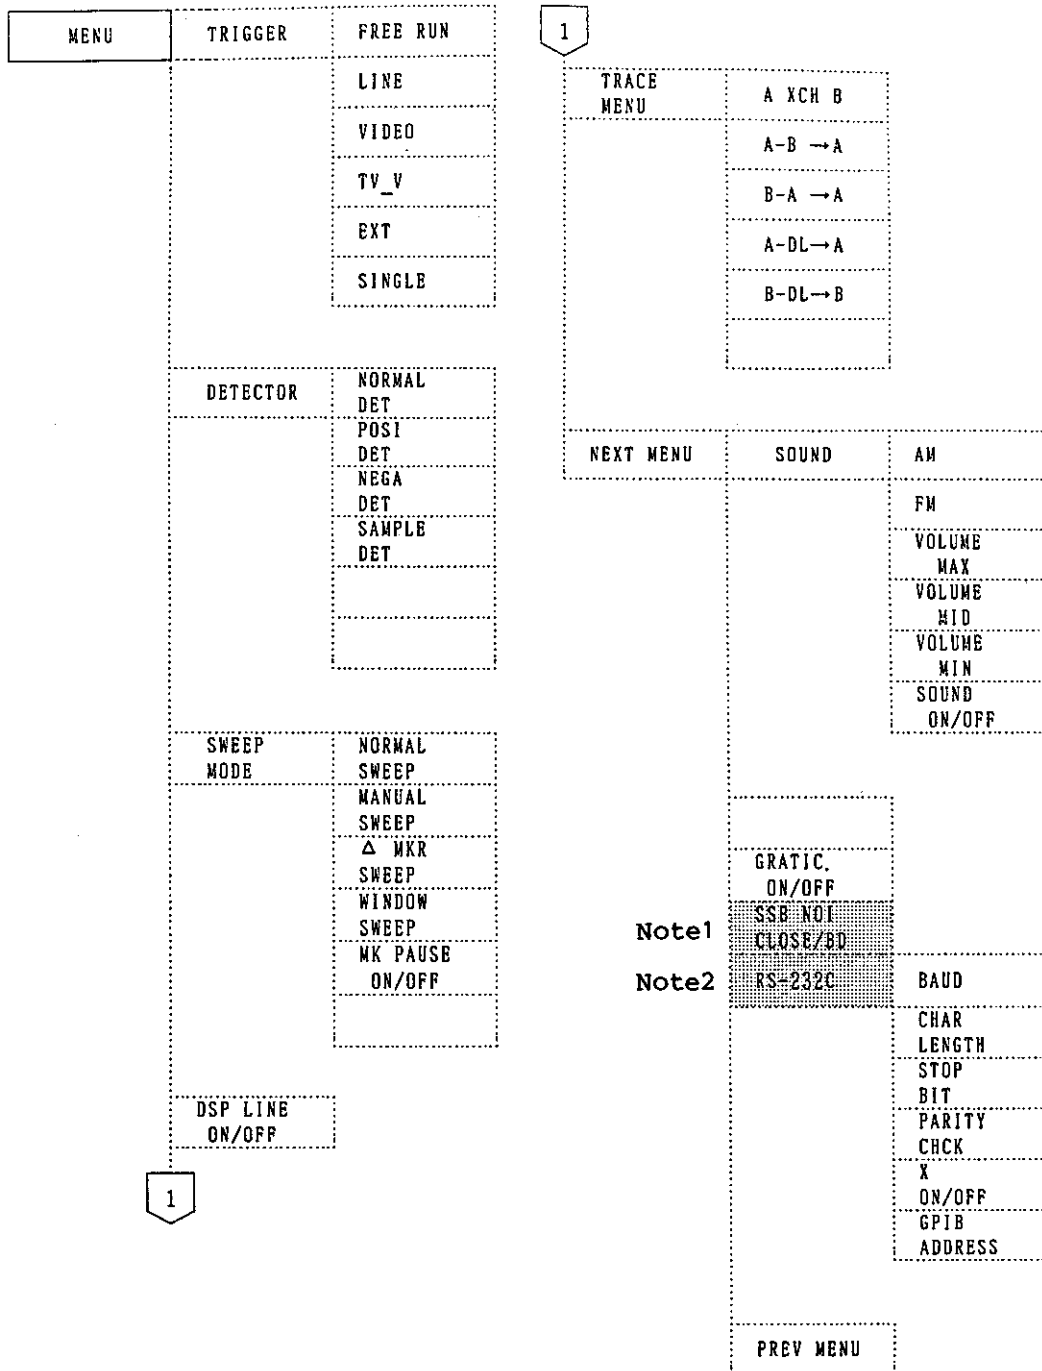 MENU
TRIGGER
FREE RUN
LINE
VIDEO
TV_V
EXT
SINGLE
DETECTOR
NORMAL
DET
POSI
DET
NEGA
DET
SAMPLE
DET
SWEEP
MODE
NORMAL
SWEEP
MANUAL
SWEEP
Δ MKR
SWEEP
WINDOW
SWEEP
MK PAUSE
ON/OFF
DSP LINE
ON/OFF
1
1
TRACE
MENU
A XCH B
A-B →A
B-A →A
A-DL→A
B-DL→B
NEXT MENU
SOUND
AM
FM
VOLUME
MAX
VOLUME
MID
VOLUME
MIN
SOUND
ON/OFF
GRATIC.
ON/OFF
Note1
SSB NOI
CLOSE/BD
Note2
RS-232C
BAUD
CHAR
LENGTH
STOP
BIT
PARITY
CHCK
X
ON/OFF
GPIB
ADDRESS
PREV MENU